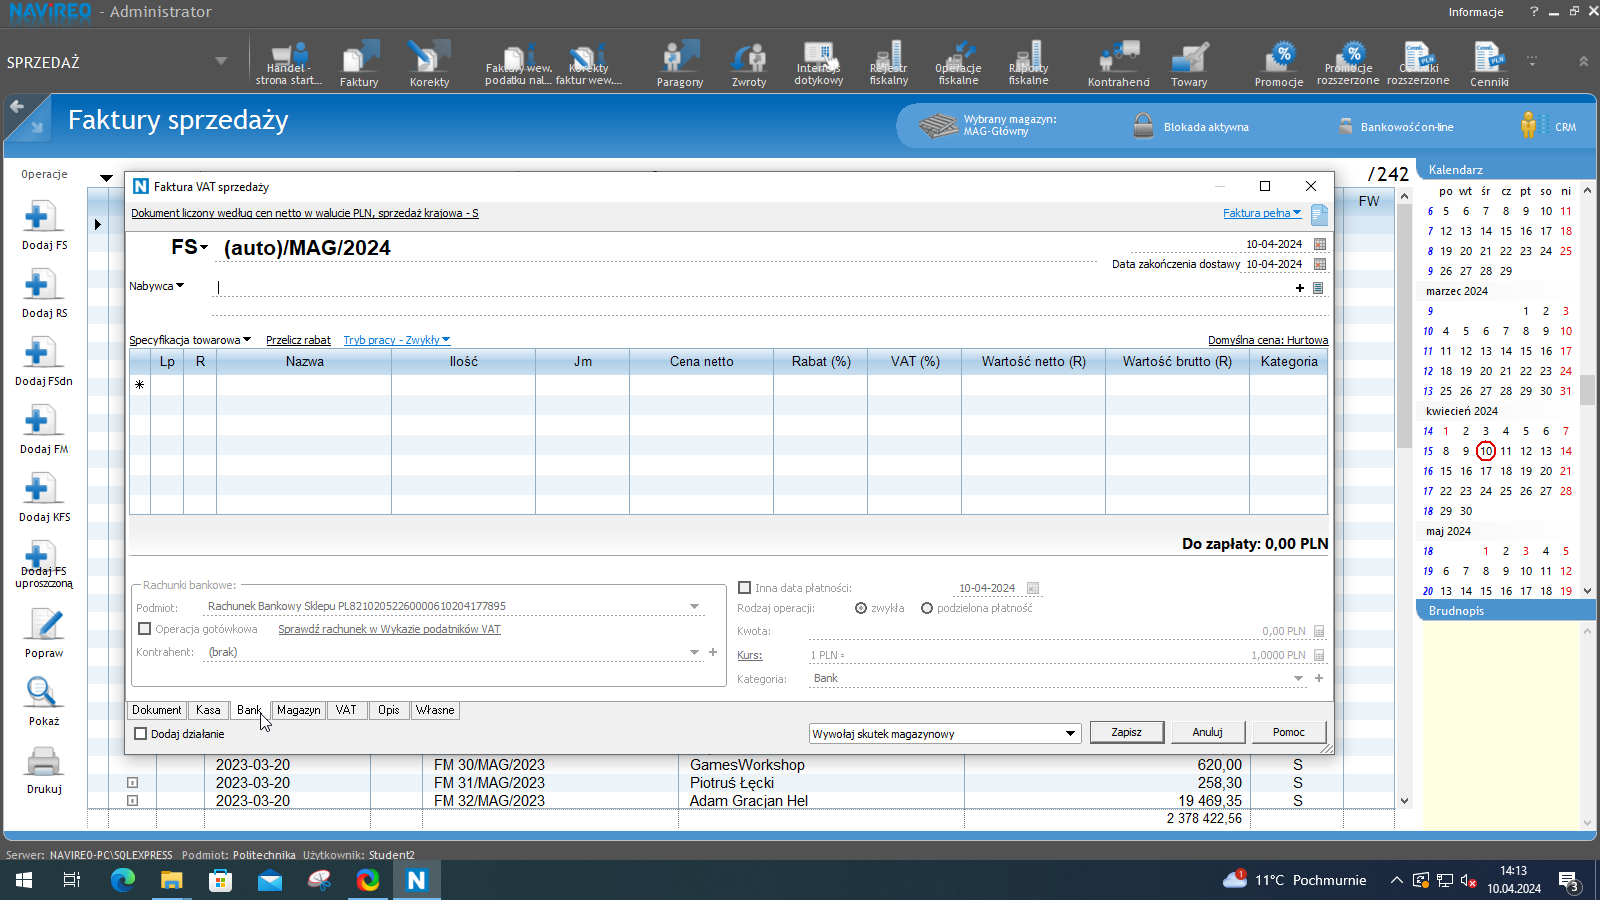 NAVIREO - Administrator
Informacje ?
SPRZEDAŻ
Handel - strona start...
Faktury
Korekty
Faktury wew. podatku nal...
Korekty faktur wew....
Paragony
Zwroty
Interfejs dotykowy
Rejestr fiskalny
Operacje fiskalne
Raporty fiskalne
Kontrahenci
Towary
Promocje
Promocje rozszerzone
Cenniki rozszerzone
Cenniki
Faktury sprzedaży
Wybrany magazyn:
MAG-Główny
Blokada aktywna
Bankowość on-line
CRM
Operacje
Dodaj FS
Dodaj RS
Dodaj FSdn
Dodaj FM
Dodaj KFS
Dodaj FS
uproszczoną
Popraw
Pokaż
Drukuj
/242
FW
Faktura VAT sprzedaży
Dokument liczony według cen netto w walucie PLN, sprzedaż krajowa - S
Faktura pełna
FS (auto)/MAG/2024
10-04-2024
Data zakończenia dostawy 10-04-2024
Nabywca
Specyfikacja towarowa Przelicz rabat Tryb pracy - Zwykły
Domyślna cena: Hurtowa
Lp R Nazwa Ilość Jm Cena netto Rabat (%) VAT (%) Wartość netto (R) Wartość brutto (R) Kategoria
Do zapłaty: 0,00 PLN
Rachunki bankowe:
Podmiot: Rachunek Bankowy Sklepu PL82102052260000610204177895
Operacja gotówkowa Sprawdź rachunek w Wykazie podatników VAT
Kontrahent: (brak)
Inna data płatności: 10-04-2024
Rodzaj operacji: zwykła podzielona płatność
Kwota: 0,00 PLN
Kurs: 1 PLN = 1,0000 PLN
Kategoria: Bank
Dokument Kasa Bank Magazyn VAT Opis Własne
Dodaj działanie
Wywołaj skutek magazynowy Zapisz Anuluj Pomoc
2023-03-20 FM 30/MAG/2023 GamesWorkshop 620,00 S
2023-03-20 FM 31/MAG/2023 Piotruś Łęcki 258,30 S
2023-03-20 FM 32/MAG/2023 Adam Gracjan Hel 19 469,35 S
2 378 422,56
Kalendarz
po wt śr cz pt so ni
6 5 6 7 8 9 10 11
7 12 13 14 15 16 17 18
8 19 20 21 22 23 24 25
9 26 27 28 29
marzec 2024
9 1 2 3
10 4 5 6 7 8 9 10
11 11 12 13 14 15 16 17
12 18 19 20 21 22 23 24
13 25 26 27 28 29 30 31
kwiecień 2024
14 1 2 3 4 5 6 7
15 8 9 10 11 12 13 14
16 15 16 17 18 19 20 21
17 22 23 24 25 26 27 28
18 29 30
maj 2024
18 1 2 3 4 5
19 6 7 8 9 10 11 12
20 13 14 15 16 17 18 19
Brudnopis
Serwer: NAVIREO-PC\SQLEXPRESS Podmiot: Politechnika Użytkownik: Student2
1 11°C Pochmurnie
14:13
10.04.2024
3